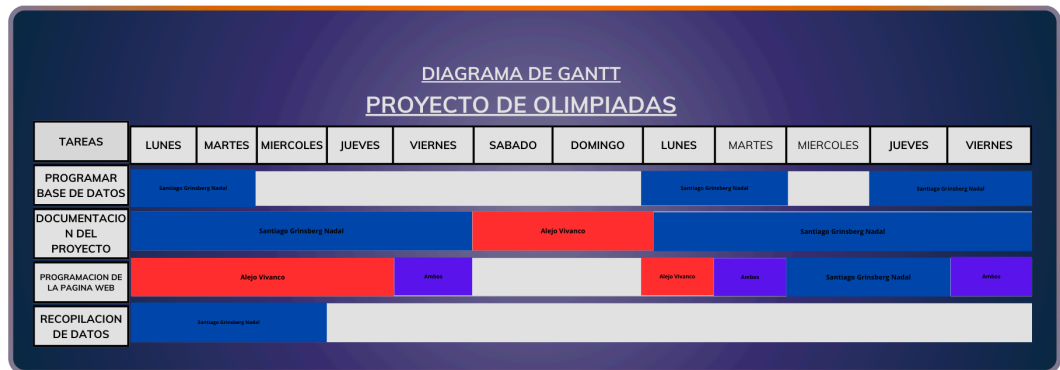 DIAGRAMA DE GANTT
PROYECTO DE OLIMPIADAS
TAREAS LUNES MARTES MIERCOLES JUEVES VIERNES SABADO DOMINGO LUNES MARTES MIERCOLES JUEVES VIERNES
PROGRAMAR
BASE DE DATOS
Santiago Grinsberg Nadal Santiago Grinsberg Nadal Santiago Grinsberg Nadal
DOCUMENTACIO
N DEL
PROYECTO
Santiago Grinsberg Nadal Alejo Vivanco Santiago Grinsberg Nadal
PROGRAMACION DE
LA PAGINA WEB
Alejo Vivanco Ambos Alejo Vivanco Ambos Santiago Grinsberg Nadal Ambos
RECOPILACION
DE DATOS
Santiago Grinsberg Nadal